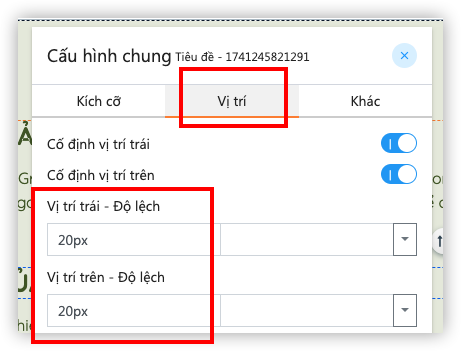 Cấu hình chung Tiêu đề - 1741245821291
Kích cỡ Vị trí Khác
Cố định vị trí trái
Cố định vị trí trên
Vị trí trái - Độ lệch
20px
Vị trí trên - Độ lệch
20px